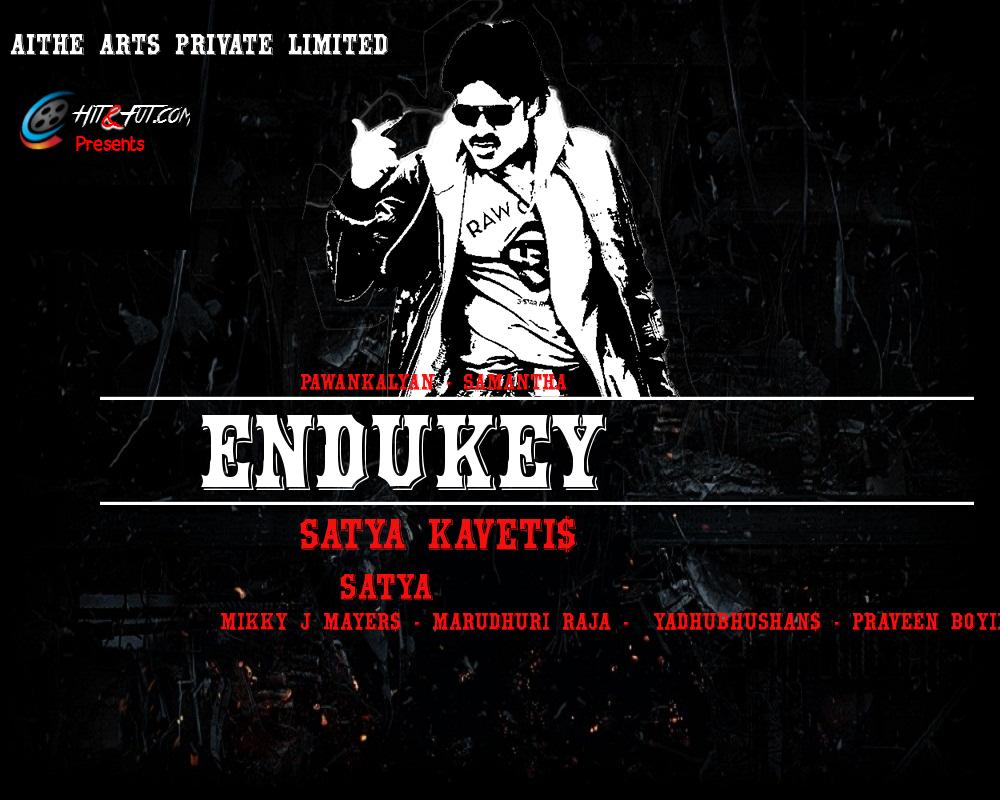 AITHE ARTS PRIVATE LIMITED
HIT&FUT.COM
Presents
RAW
PAWANKALYAN - SAMANTHA
ENDUKEY
SATYA KAVETI$
SATYA
MIKKY J MAYER$ - MARUDHURI RAJA - YADHUBHUSHAN$ - PRAVEEN